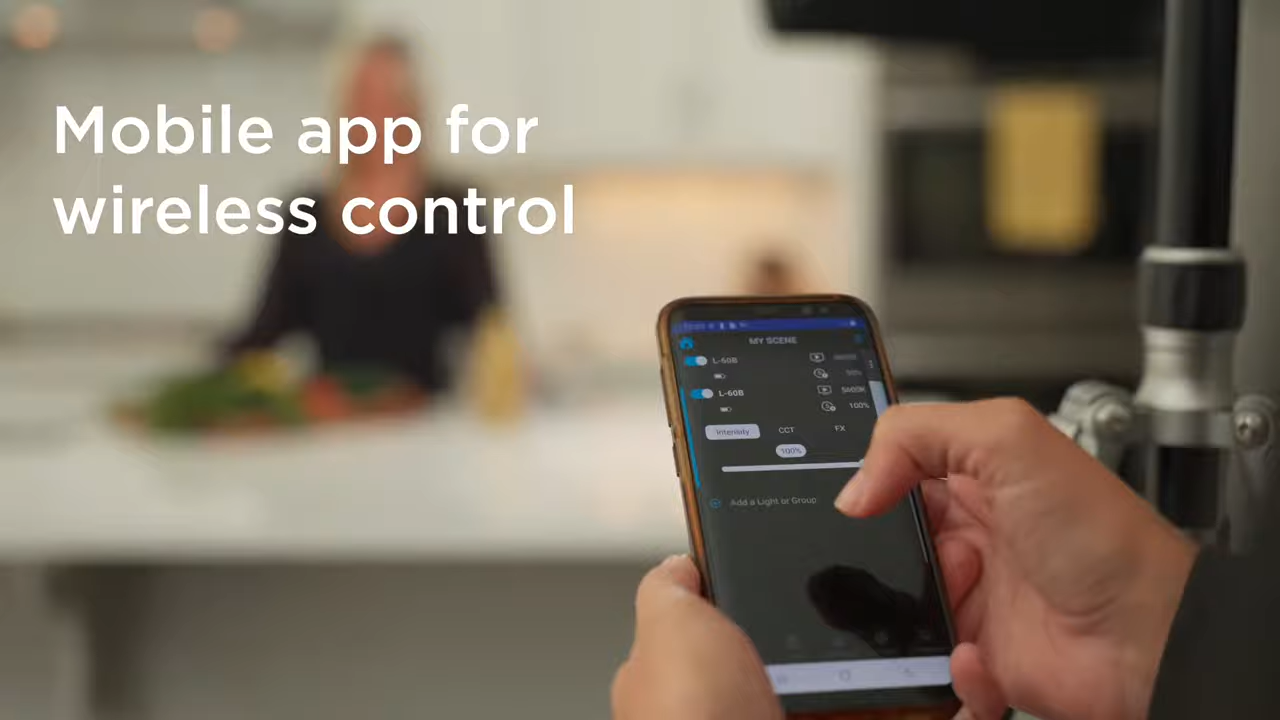 Mobile app for
wireless control
MY SCENE
L-60B
L-60B
5600K
100%
Intensity CCT FX
100%
Add a Light or Group